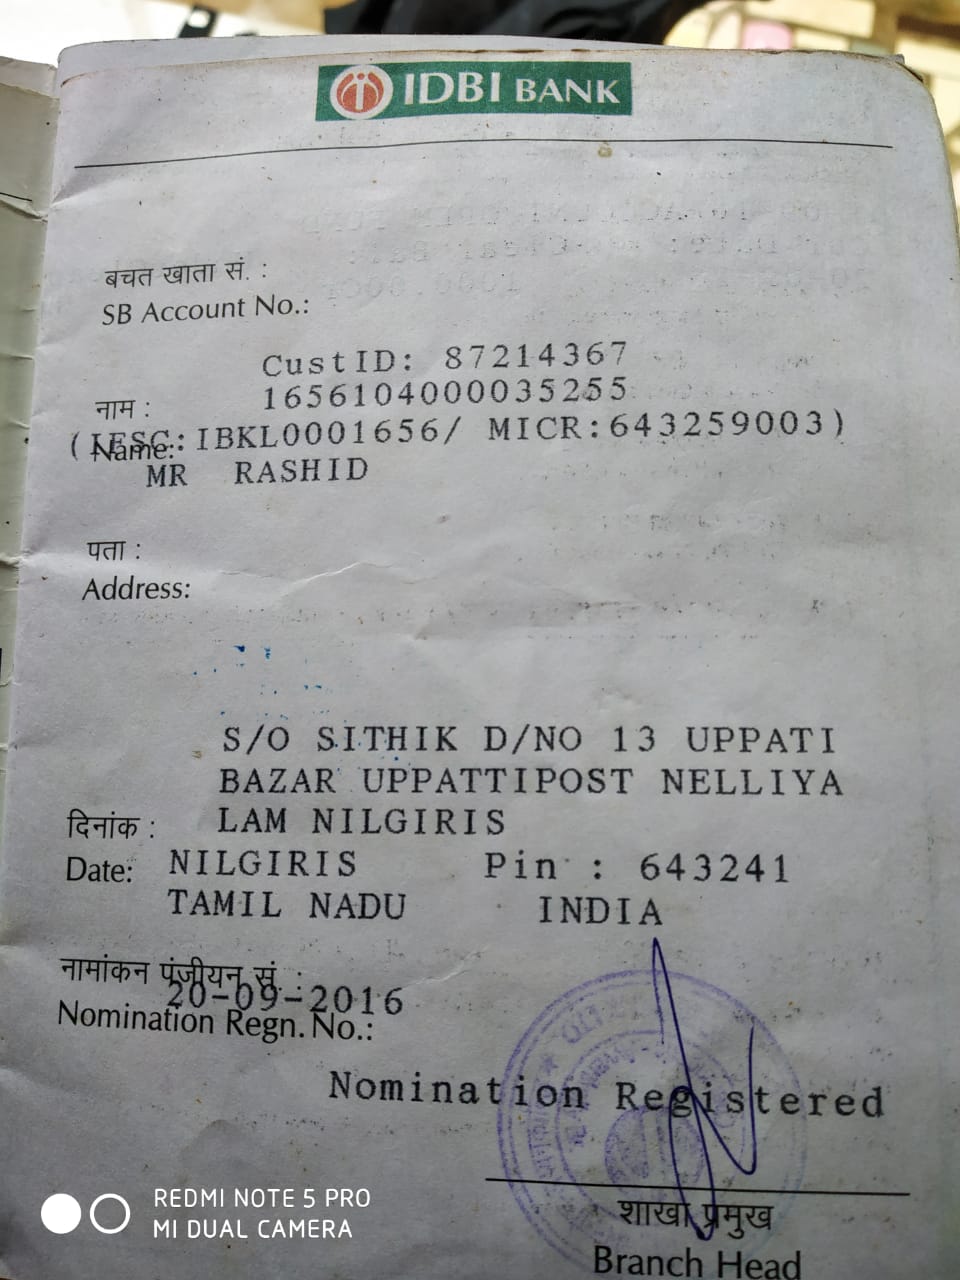 IDBI BANK
बचत खाता सं. :
SB Account No.:
CustID: 87214367
1656104000035255
नाम :
(IFSC:IBKL0001656/ MICR:643259003)
Name:
MR RASHID
पता :
Address:
S/O SITHIK D/NO 13 UPPATI
BAZAR UPPATTIPOST NELLIYA
LAM NILGIRIS
दिनांक :
Date:
NILGIRIS Pin : 643241
TAMIL NADU INDIA
नामांकन पंजीयन सं. :
20-09-2016
Nomination Regn. No.:
Nomination Registered
शाखा प्रमुख
Branch Head
REDMI NOTE 5 PRO
MI DUAL CAMERA